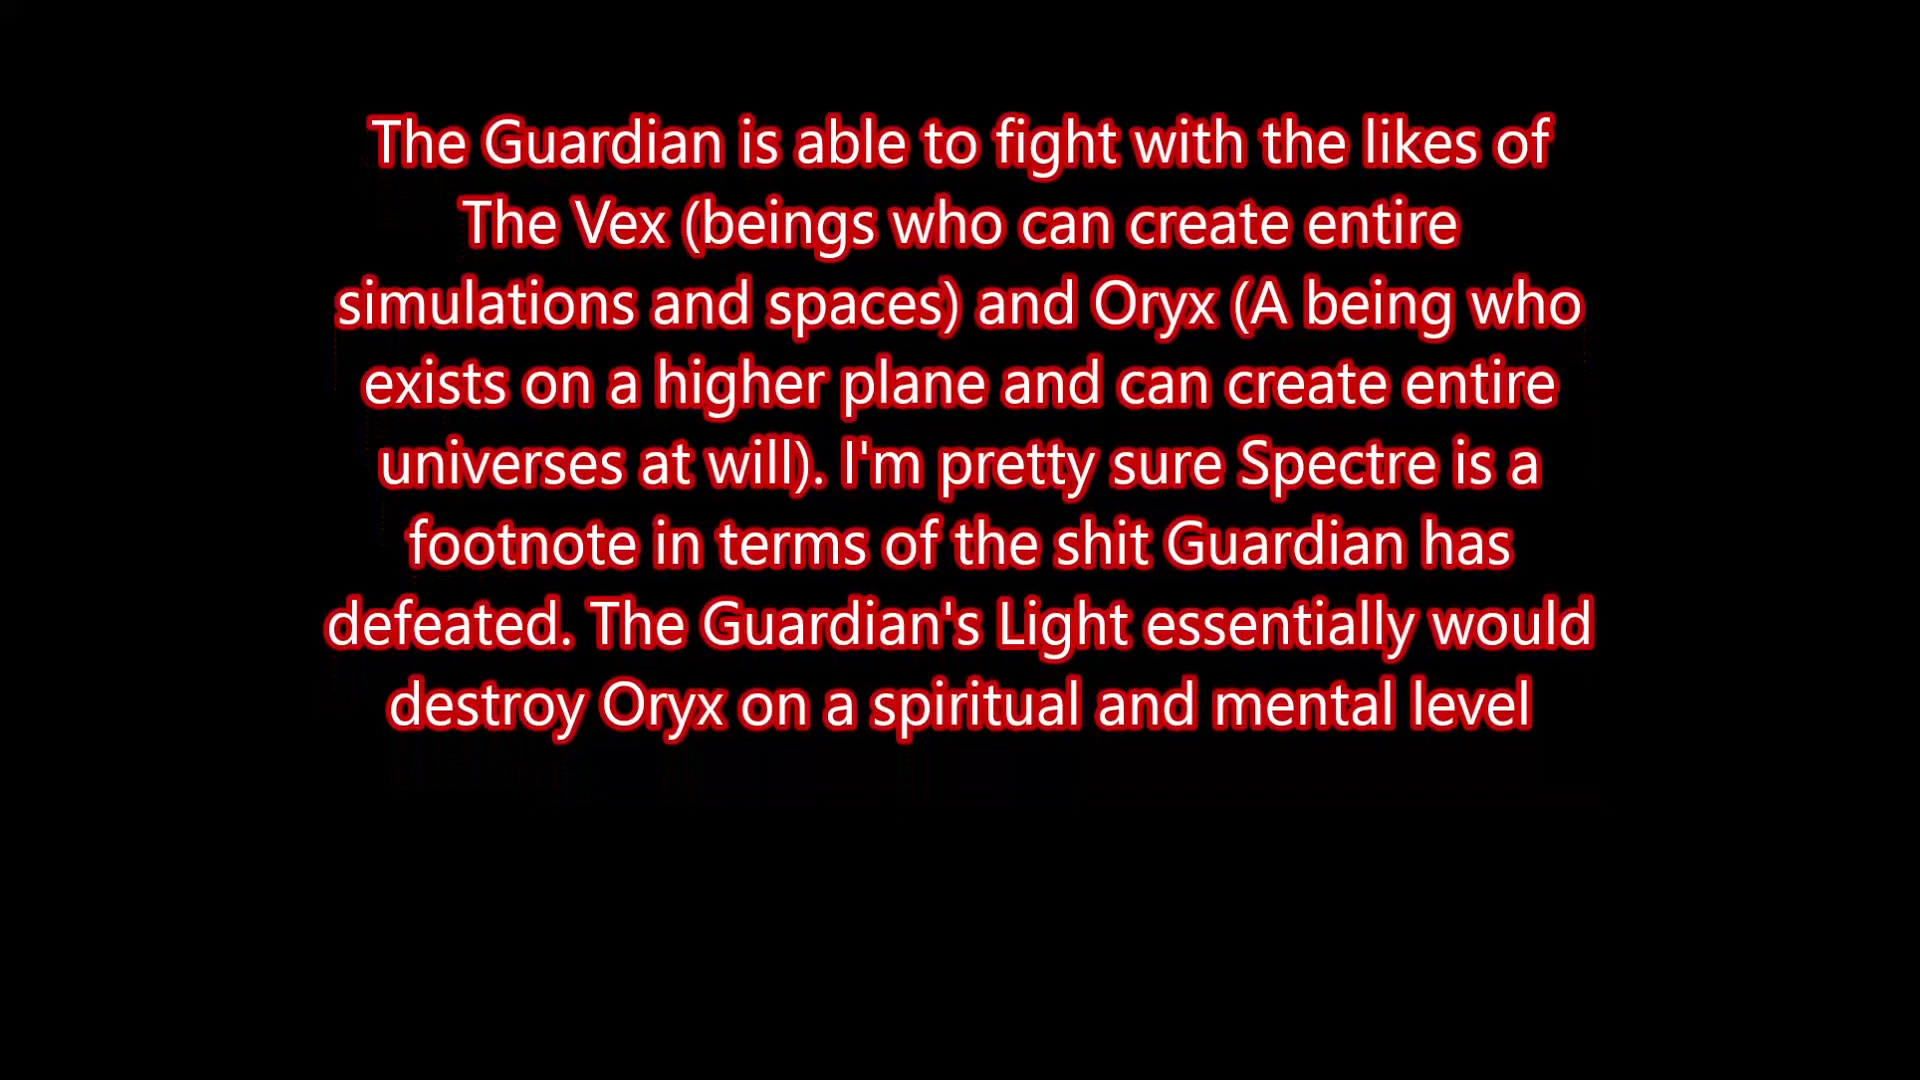 The Guardian is able to fight with the likes of
The Vex (beings who can create entire
simulations and spaces) and Oryx (A being who
exists on a higher plane and can create entire
universes at will). I'm pretty sure Spectre is a
footnote in terms of the shit Guardian has
defeated. The Guardian's Light essentially would
destroy Oryx on a spiritual and mental level